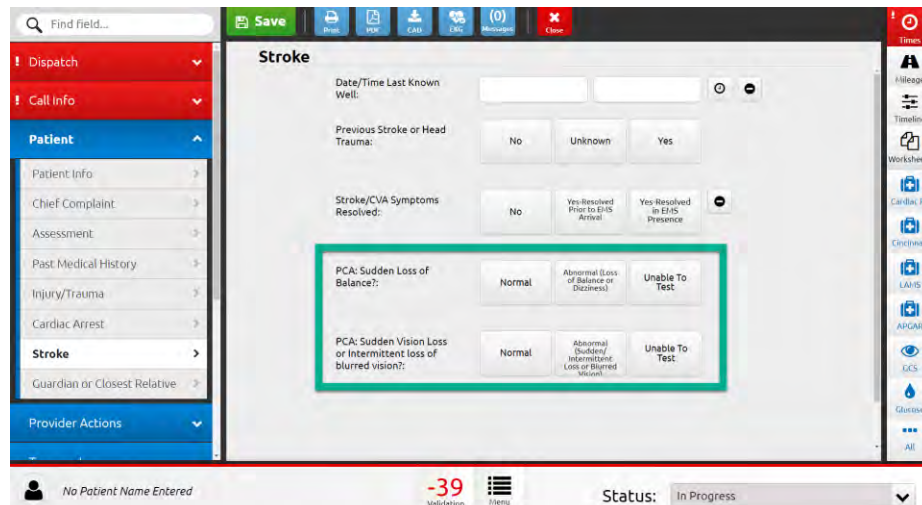 Find field...
Save
Print
PDF
CAD
EKG
(0)
Messages
Close
! Dispatch
! Call Info
Patient
Patient Info
Chief Complaint
Assessment
Past Medical History
Injury/Trauma
Cardiac Arrest
Stroke
Guardian or Closest Relative
Provider Actions
Stroke
Date/Time Last Known
Well:
Previous Stroke or Head
Trauma:
No
Unknown
Yes
Stroke/CVA Symptoms
Resolved:
No
Yes-Resolved
Prior to EMS
Arrival
Yes-Resolved
in EMS
Presence
PCA: Sudden Loss of
Balance?:
Normal
Abnormal (Loss
of Balance or
Dizziness)
Unable To
Test
PCA: Sudden Vision Loss
or Intermittent loss of
blurred vision?:
Normal
Abnormal
(Sudden/
Intermittent
Loss or Blurred
Vision)
Unable To
Test
!
Times
Mileage
Timeline
Workshee
Cardiac
Cincinna
LAMS
APGAR
GCS
Glucose
All
No Patient Name Entered
-39
Validation
Menu
Status:
In Progress